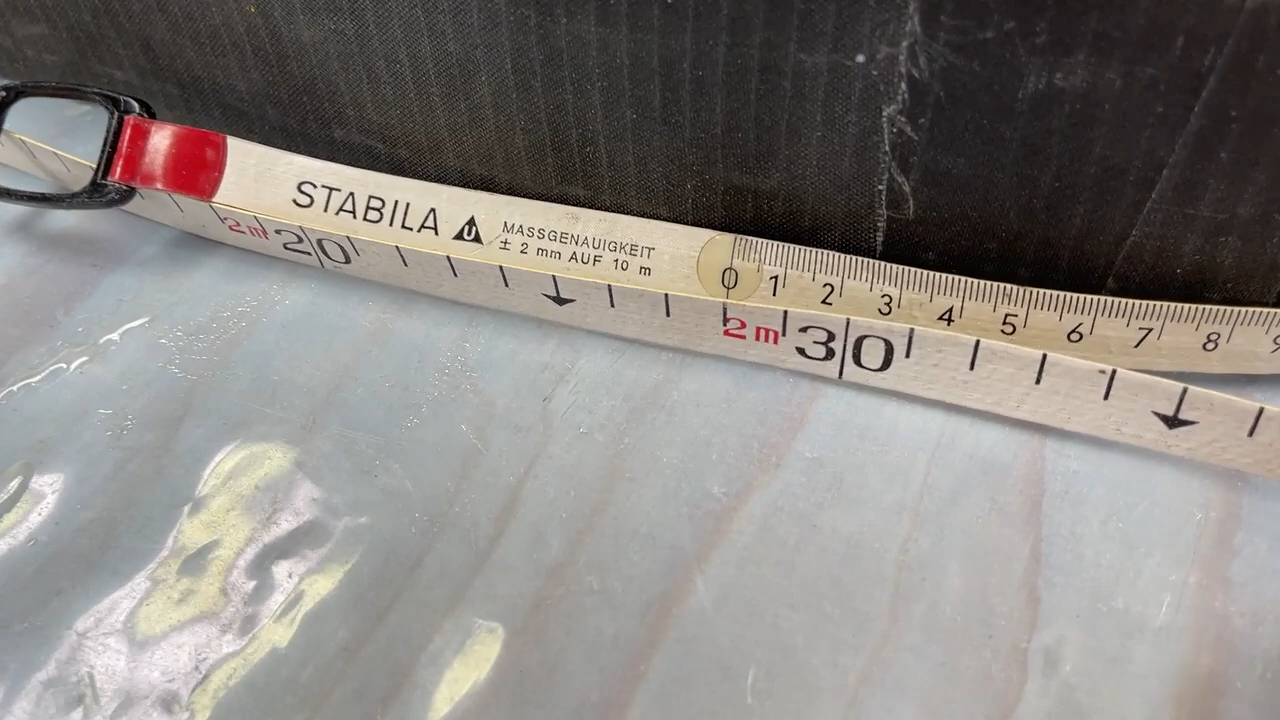 STABILA U
MASSGENAUIGKEIT
± 2 mm AUF 10 m
0 1 2 3 4 5 6 7 8 9
2m 20 2m 30